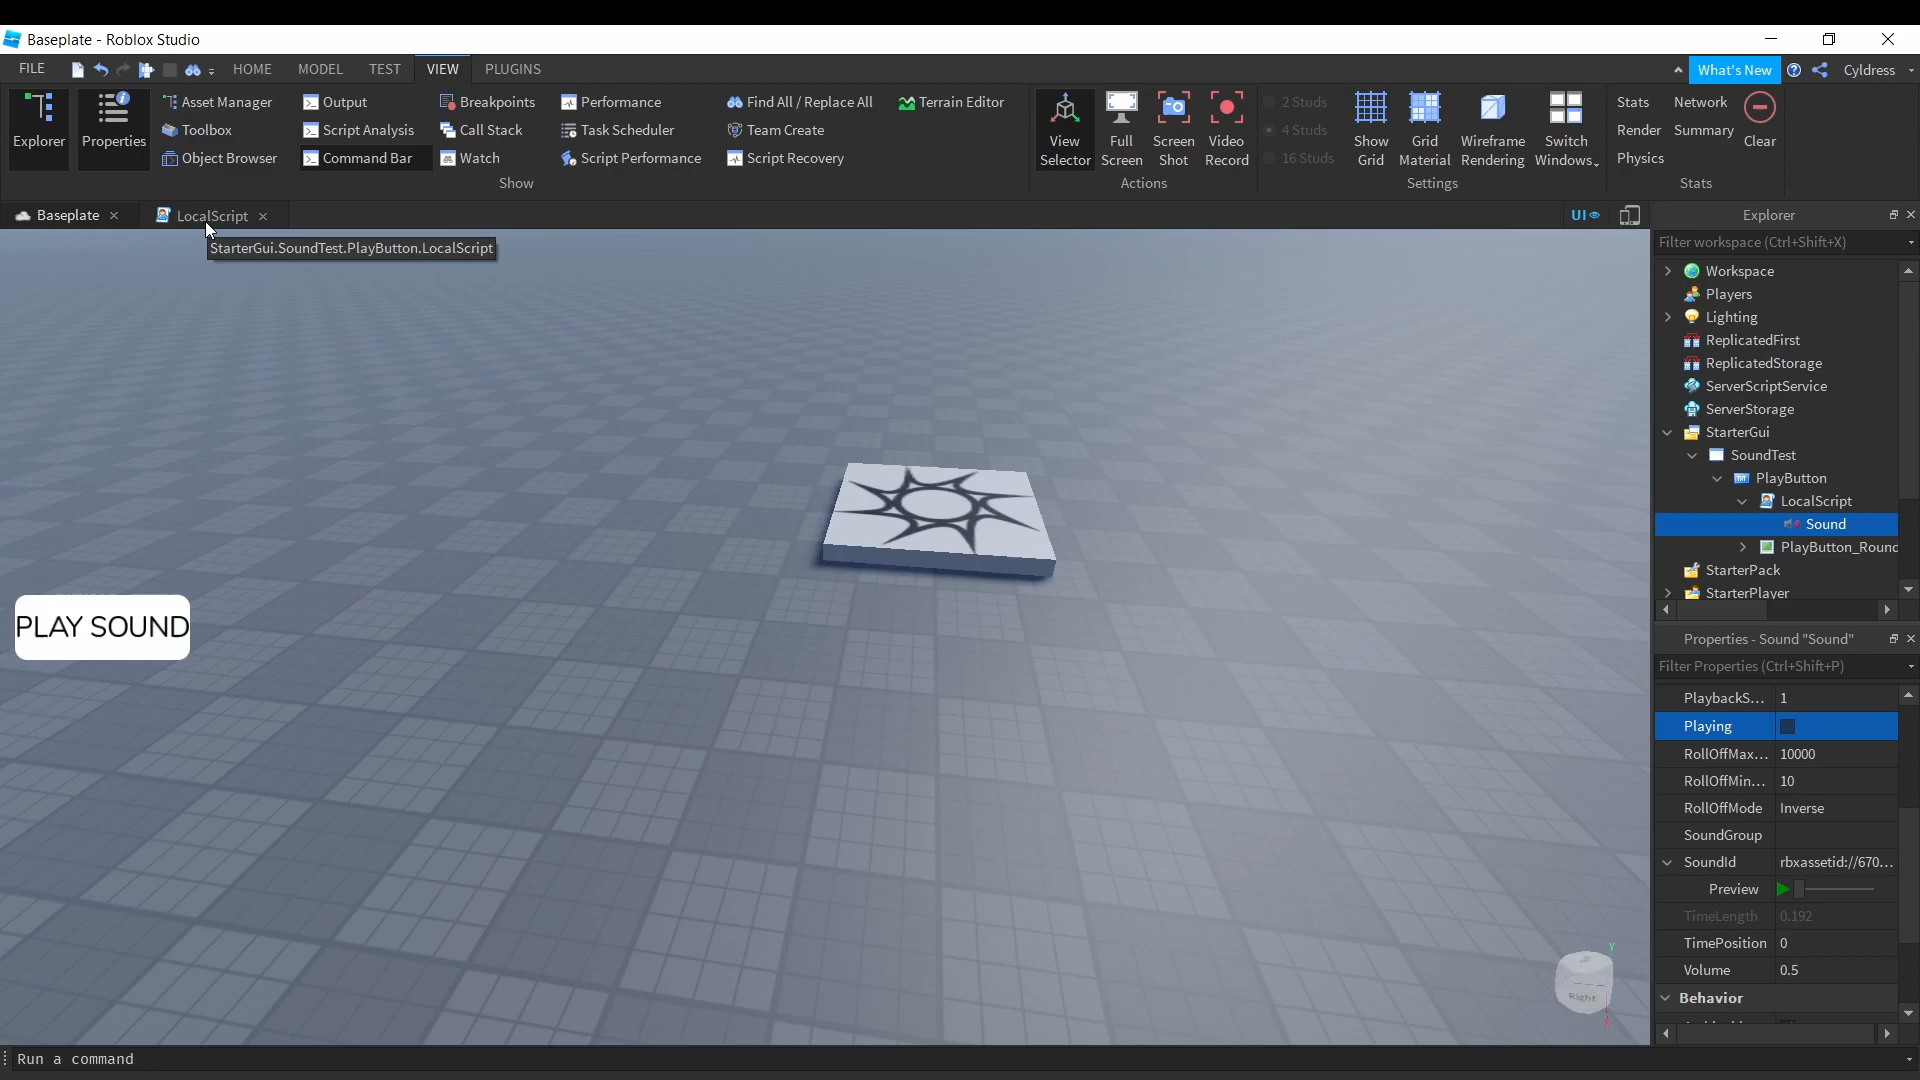 Baseplate - Roblox Studio
FILE HOME MODEL TEST VIEW PLUGINS What's New Cyldress
Explorer Properties
Asset Manager Output Breakpoints Performance Find All / Replace All Terrain Editor
Toolbox Script Analysis Call Stack Task Scheduler Team Create
Object Browser Command Bar Watch Script Performance Script Recovery
Show
View Selector
Full Screen
Screen Shot
Video Record
Actions
2 Studs
4 Studs
16 Studs
Show Grid
Grid Material
Wireframe Rendering
Switch Windows
Settings
Stats Network
Render Summary
Physics
Clear
Stats
Baseplate LocalScript UI
StarterGui.SoundTest.PlayButton.LocalScript
PLAY SOUND
Right
Y
X
Explorer
Filter workspace (Ctrl+Shift+X)
Workspace
Players
Lighting
ReplicatedFirst
ReplicatedStorage
ServerScriptService
ServerStorage
StarterGui
SoundTest
PlayButton
LocalScript
Sound
PlayButton_Round
StarterPack
StarterPlayer
Properties - Sound "Sound"
Filter Properties (Ctrl+Shift+P)
PlaybackS... 1
Playing
RollOffMax... 10000
RollOffMin... 10
RollOffMode Inverse
SoundGroup
SoundId rbxassetid://670...
Preview
TimeLength 0.192
TimePosition 0
Volume 0.5
Behavior
Run a command